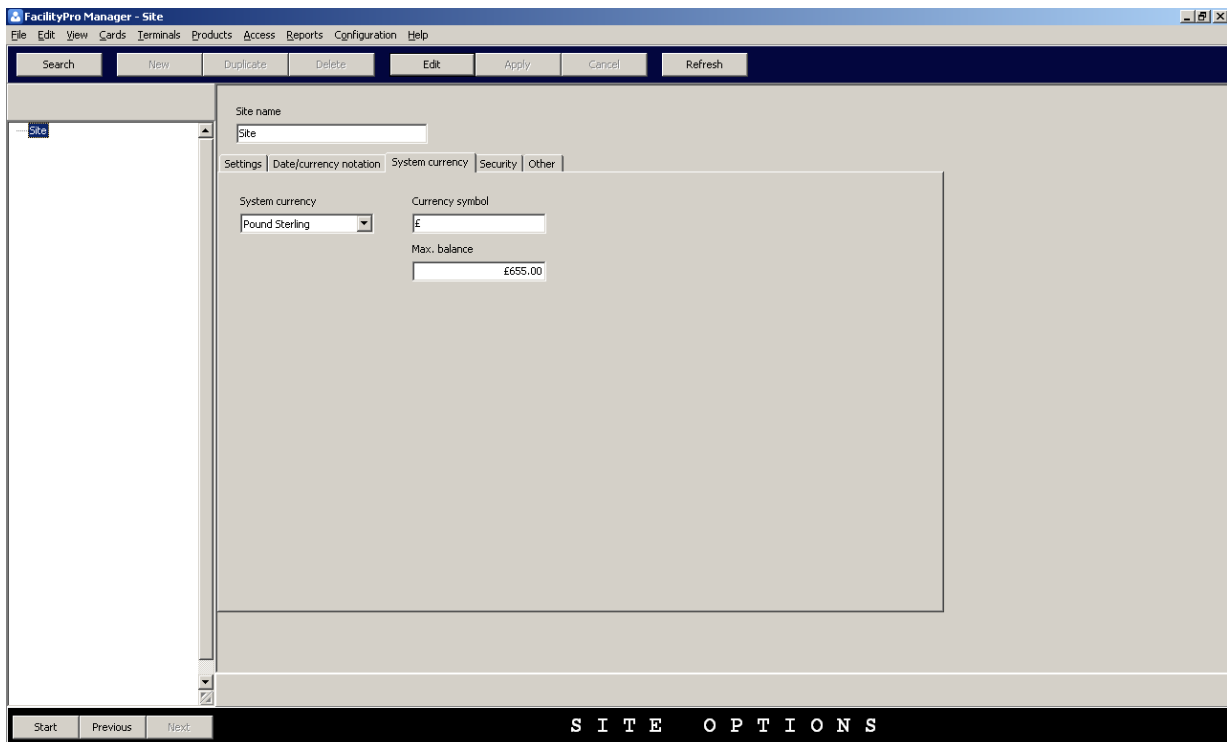 FacilityPro Manager - Site
File Edit View Cards Terminals Products Access Reports Configuration Help
Search New Duplicate Delete Edit Apply Cancel Refresh
Site
Site name
Site
Settings Date/currency notation System currency Security Other
System currency Currency symbol
Pound Sterling £
Max. balance
£655.00
Start Previous Next SITE OPTIONS